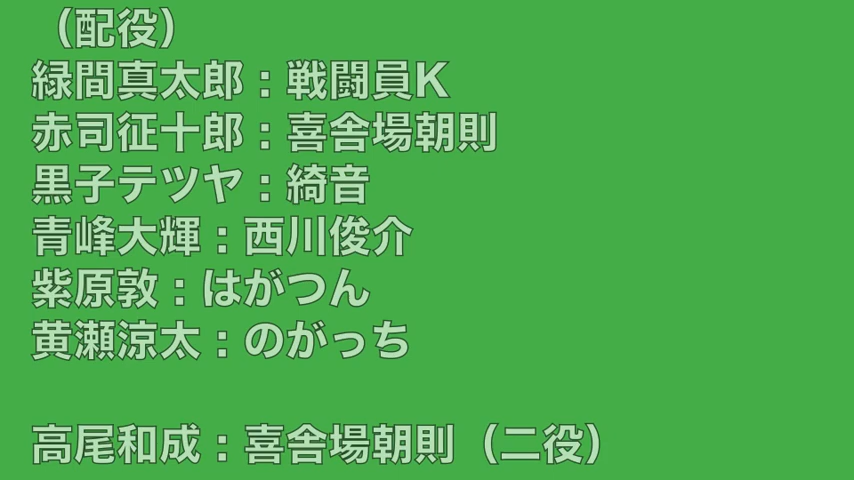 （配役）
緑間真太郎：戦闘員K
赤司征十郎：喜舎場朝則
黒子テツヤ：綺音
青峰大輝：西川俊介
紫原敦：はがつん
黄瀬涼太：のがっち
高尾和成：喜舎場朝則（二役）